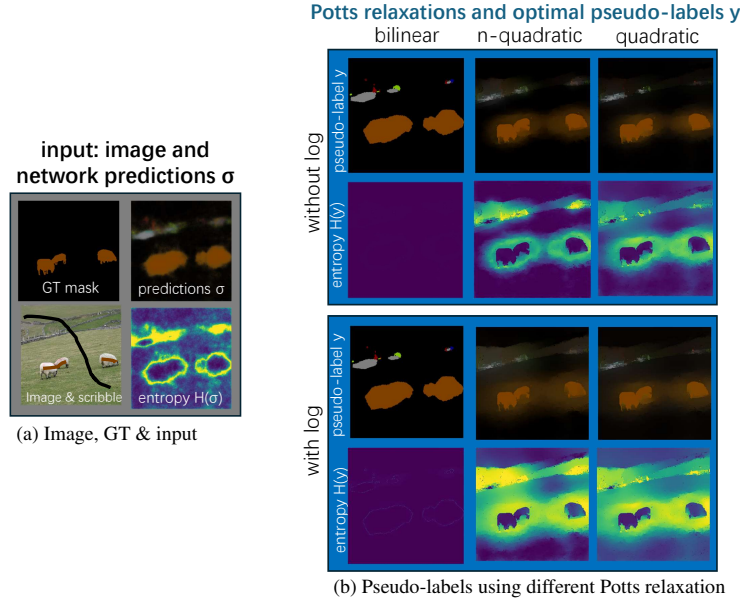 Potts relaxations and optimal pseudo-labels y
bilinear
n-quadratic
quadratic
without log
pseudo-label y
entropy H(y)
input: image and
network predictions σ
GT mask
predictions σ
Image & scribble
entropy H(σ)
(a) Image, GT & input
with log
pseudo-label y
entropy H(y)
(b) Pseudo-labels using different Potts relaxation